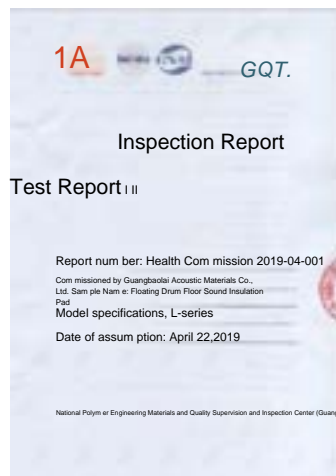 1A
GQT.
Inspection Report
Test Report I II
Report num ber: Health Com mission 2019-04-001
Com missioned by Guangbaolai Acoustic Materials Co.,
Ltd. Sam ple Nam e: Floating Drum Floor Sound Insulation
Pad
Model specifications, L-series
Date of assum ption: April 22,2019
National Polym er Engineering Materials and Quality Supervision and Inspection Center (Guang